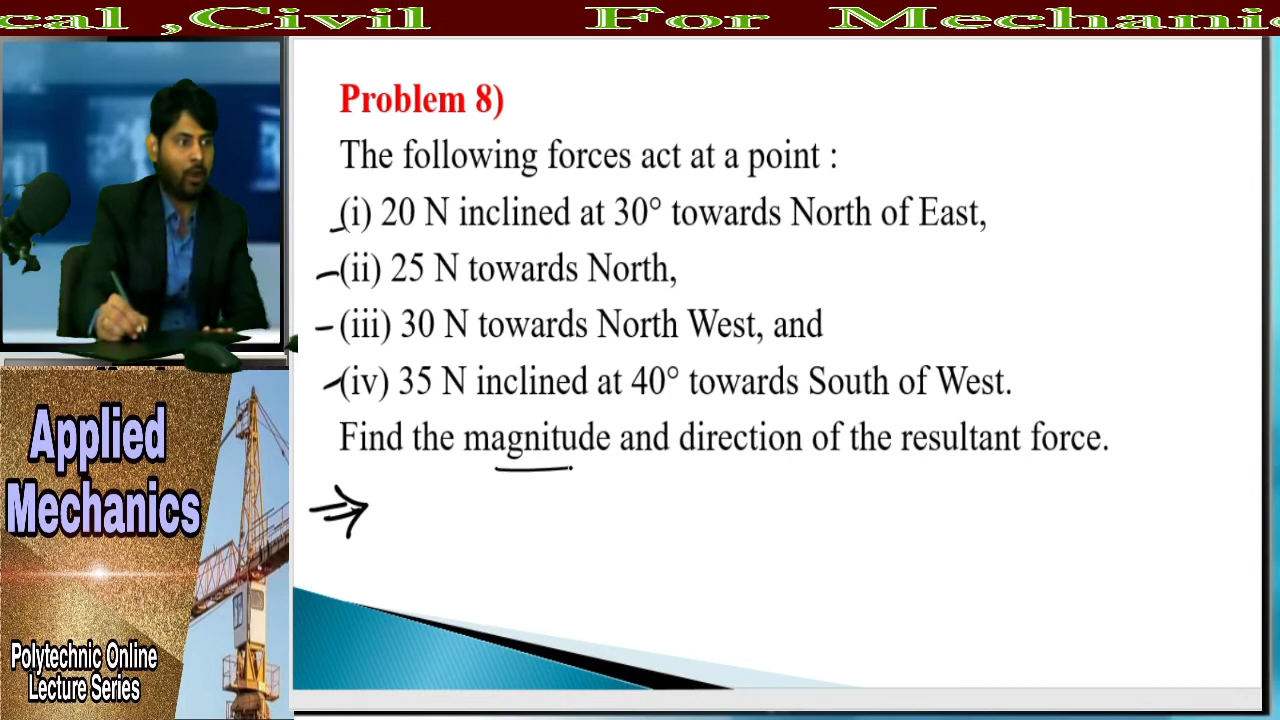 cal ,Civil For Mechanic
Problem 8)
The following forces act at a point :
(i) 20 N inclined at 30° towards North of East,
(ii) 25 N towards North,
(iii) 30 N towards North West, and
(iv) 35 N inclined at 40° towards South of West.
Find the magnitude and direction of the resultant force.
Applied
Mechanics
Polytechnic Online
Lecture Series